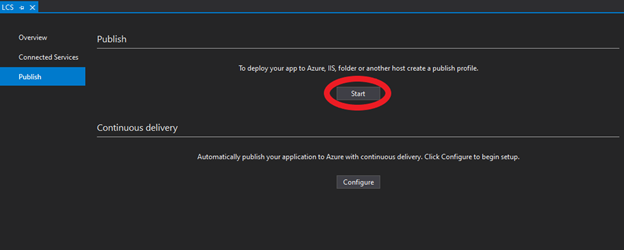 LCS
Overview
Connected Services
Publish
Publish
To deploy your app to Azure, IIS, folder or another host create a publish profile.
Start
Continuous delivery
Automatically publish your application to Azure with continuous delivery. Click Configure to begin setup.
Configure